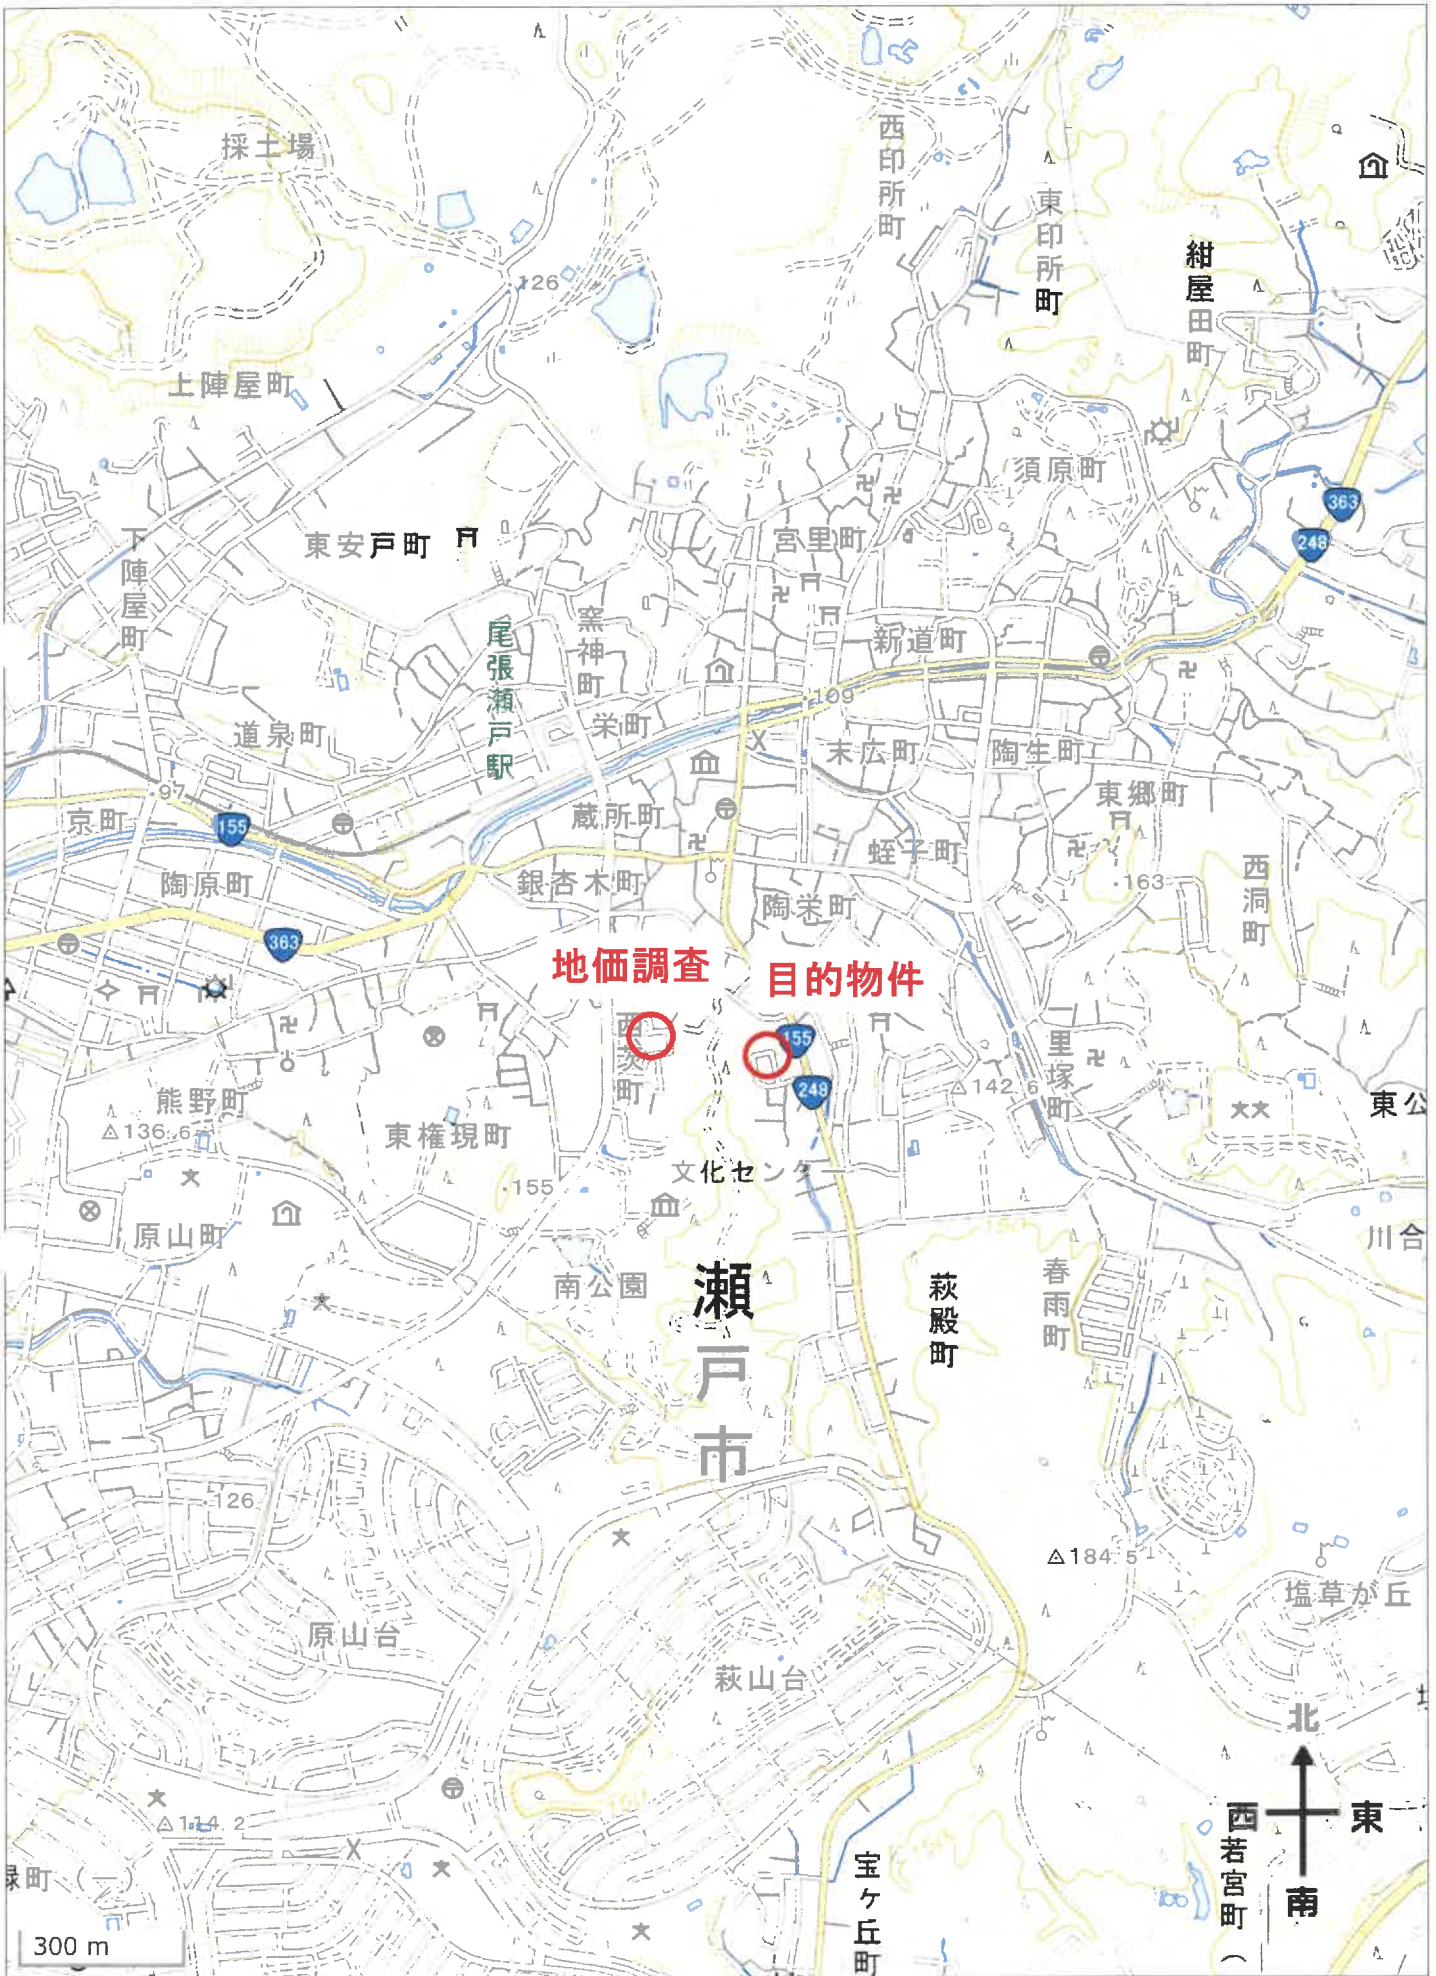 採土場
西印所町
東印所町
紺屋田町
126
上陣屋町
須原町
363
248
下陣屋町
東安戸町
宮里町
尾張瀬戸駅
窯神町
新道町
109
道泉町
栄町
末広町
陶生町
97
東郷町
京町
155
蔵所町
蛭子町
163
西洞町
陶原町
銀杏木町
陶栄町
363
地価調査
目的物件
西茨町
155
248
142.6
一里塚町
熊野町
136.6
東権現町
東公
155
文化センター
原山町
川合
150
南公園
瀬戸市
萩殿町
春雨町
126
184.5
塩草が丘
原山台
萩山台
北
西
東
南
114.2
若宮町（
宝ヶ丘町
300 m